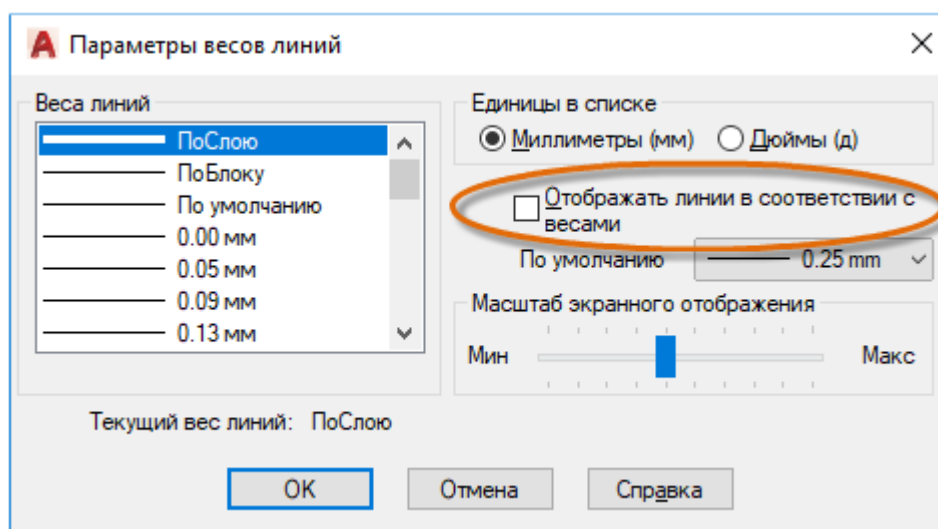 Параметры весов линий
Веса линий
ПоСлою
ПоБлоку
По умолчанию
0.00 мм
0.05 мм
0.09 мм
0.13 мм
Единицы в списке
Миллиметры (мм)
Дюймы (д)
Отображать линии в соответствии с
весами
По умолчанию
0.25 mm
Масштаб экранного отображения
Мин
Макс
Текущий вес линий: ПоСлою
OK
Отмена
Справка